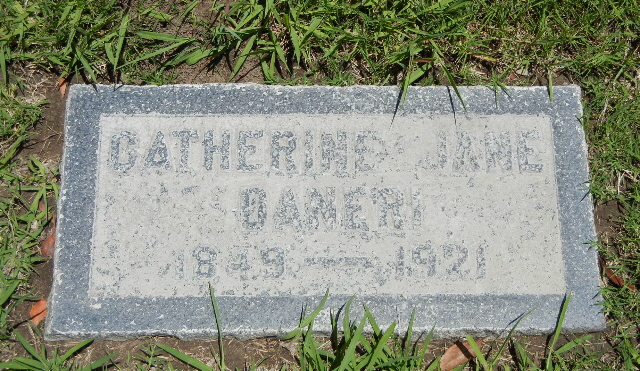 CATHERINE JANE
DANERI
1849 — 1921